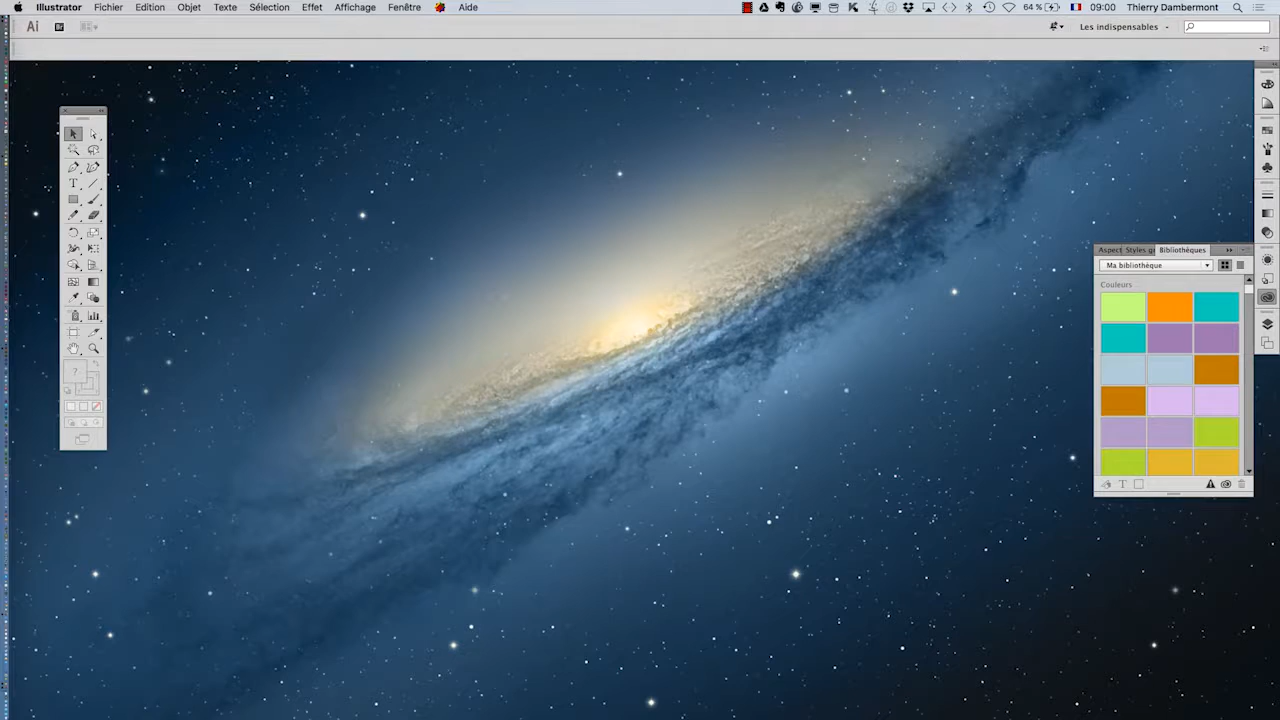 Illustrator Fichier Edition Objet Texte Sélection Effet Affichage Fenêtre Aide 64 % 09:00 Thierry Dambermont
Ai Br Les indispensables
Aspect Styles g Bibliothèques
Ma bibliothèque
Couleurs
T
?
T